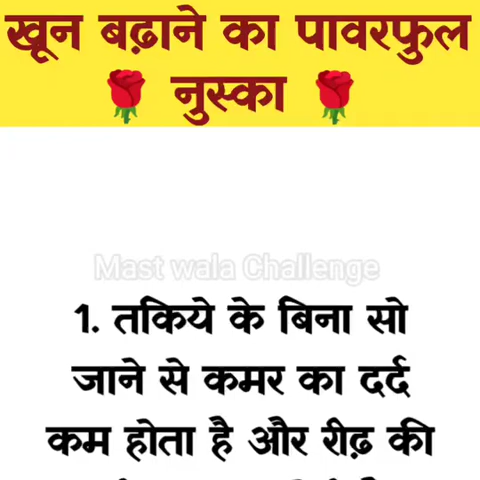 खून बढ़ाने का पावरफुल
🌹 नुस्का 🌹
Mast wala Challenge
1. तकिये के बिना सो
जाने से कमर का दर्द
कम होता है और रीढ़ की